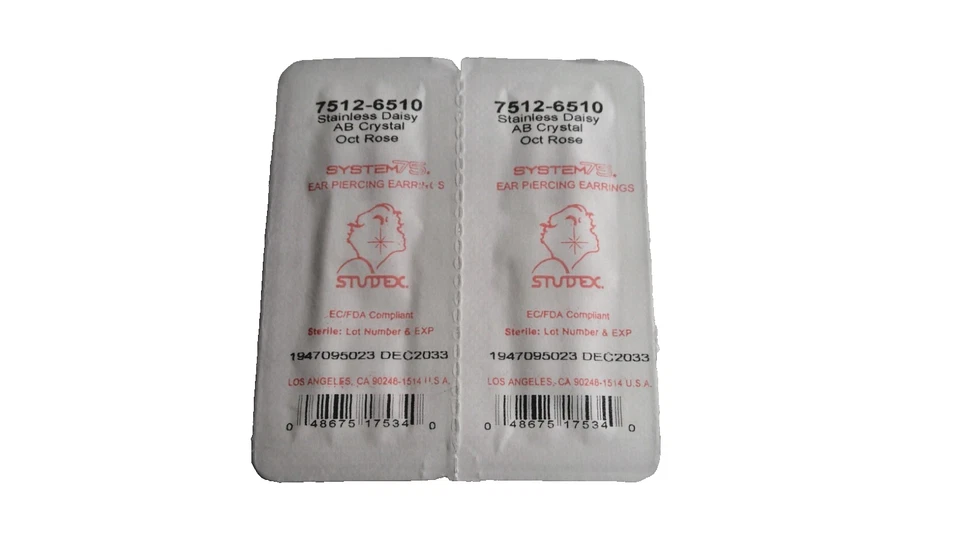 7512-6510
Stainless Daisy
AB Crystal
Oct Rose
SYSTEM75.
EAR PIERCING EARRINGS
STUDEX.
EC/FDA Compliant
Sterile: Lot Number & EXP
1947095023 DEC2033
LOS ANGELES, CA 90248-1514 U.S.A.
0 48675 17534 0
7512-6510
Stainless Daisy
AB Crystal
Oct Rose
SYSTEM75.
EAR PIERCING EARRINGS
STUDEX.
EC/FDA Compliant
Sterile: Lot Number & EXP
1947095023 DEC2033
LOS ANGELES, CA 90248-1514 U.S.A.
0 48675 17534 0